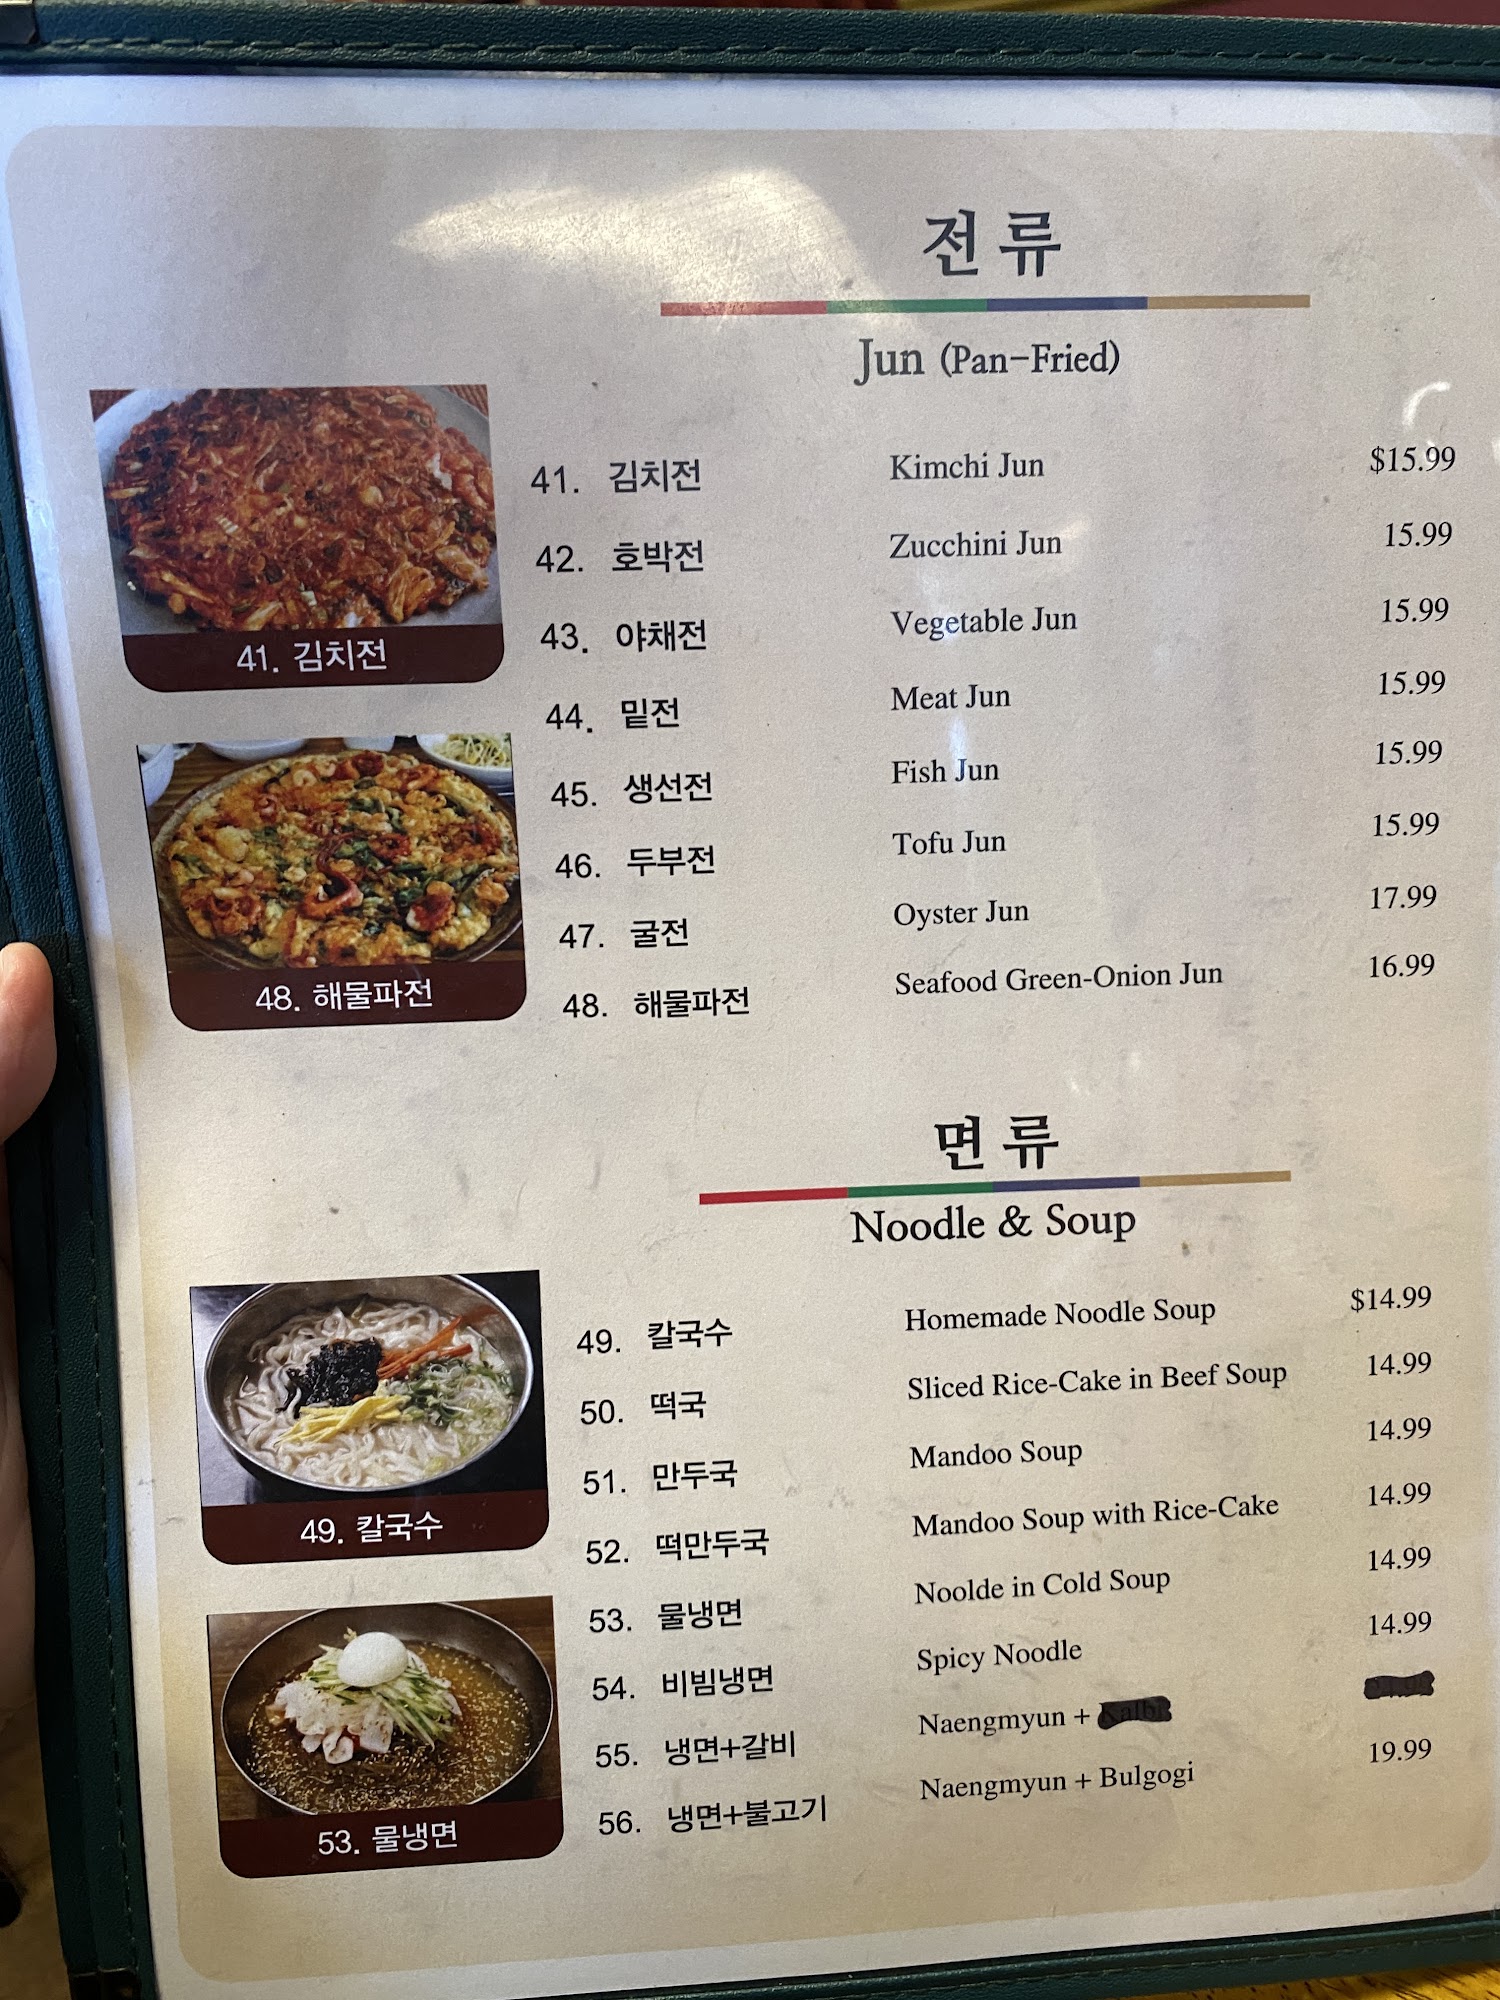 전류
Jun (Pan-Fried)
41. 김치전 Kimchi Jun $15.99
42. 호박전 Zucchini Jun 15.99
43. 야채전 Vegetable Jun 15.99
44. 밑전 Meat Jun 15.99
45. 생선전 Fish Jun 15.99
46. 두부전 Tofu Jun 15.99
47. 굴전 Oyster Jun 17.99
48. 해물파전 Seafood Green-Onion Jun 16.99
41. 김치전
48. 해물파전
면류
Noodle & Soup
49. 칼국수 Homemade Noodle Soup $14.99
50. 떡국 Sliced Rice-Cake in Beef Soup 14.99
51. 만두국 Mandoo Soup 14.99
52. 떡만두국 Mandoo Soup with Rice-Cake 14.99
53. 물냉면 Noolde in Cold Soup 14.99
54. 비빔냉면 Spicy Noodle 14.99
55. 냉면+갈비 Naengmyun +
56. 냉면+불고기 Naengmyun + Bulgogi 19.99
49. 칼국수
53. 물냉면